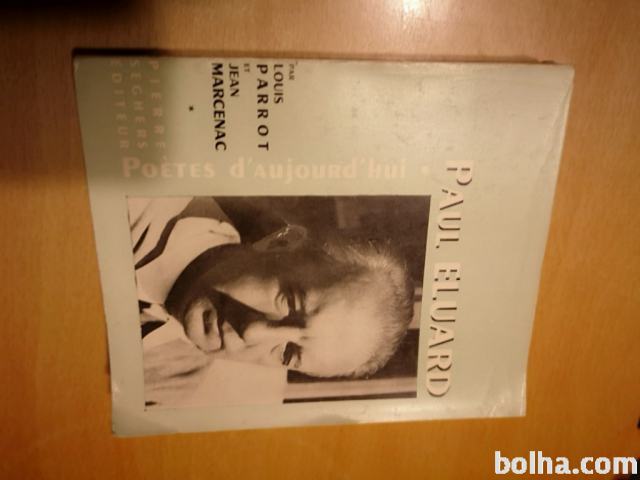 PAUL ELUARD
POÈTES d'AUJOURD'HUI •
PAR
LOUIS
PARROT
ET
JEAN
MARCENAC
*
PIERRE
SEGHERS
ÉDITEUR
bolha.com